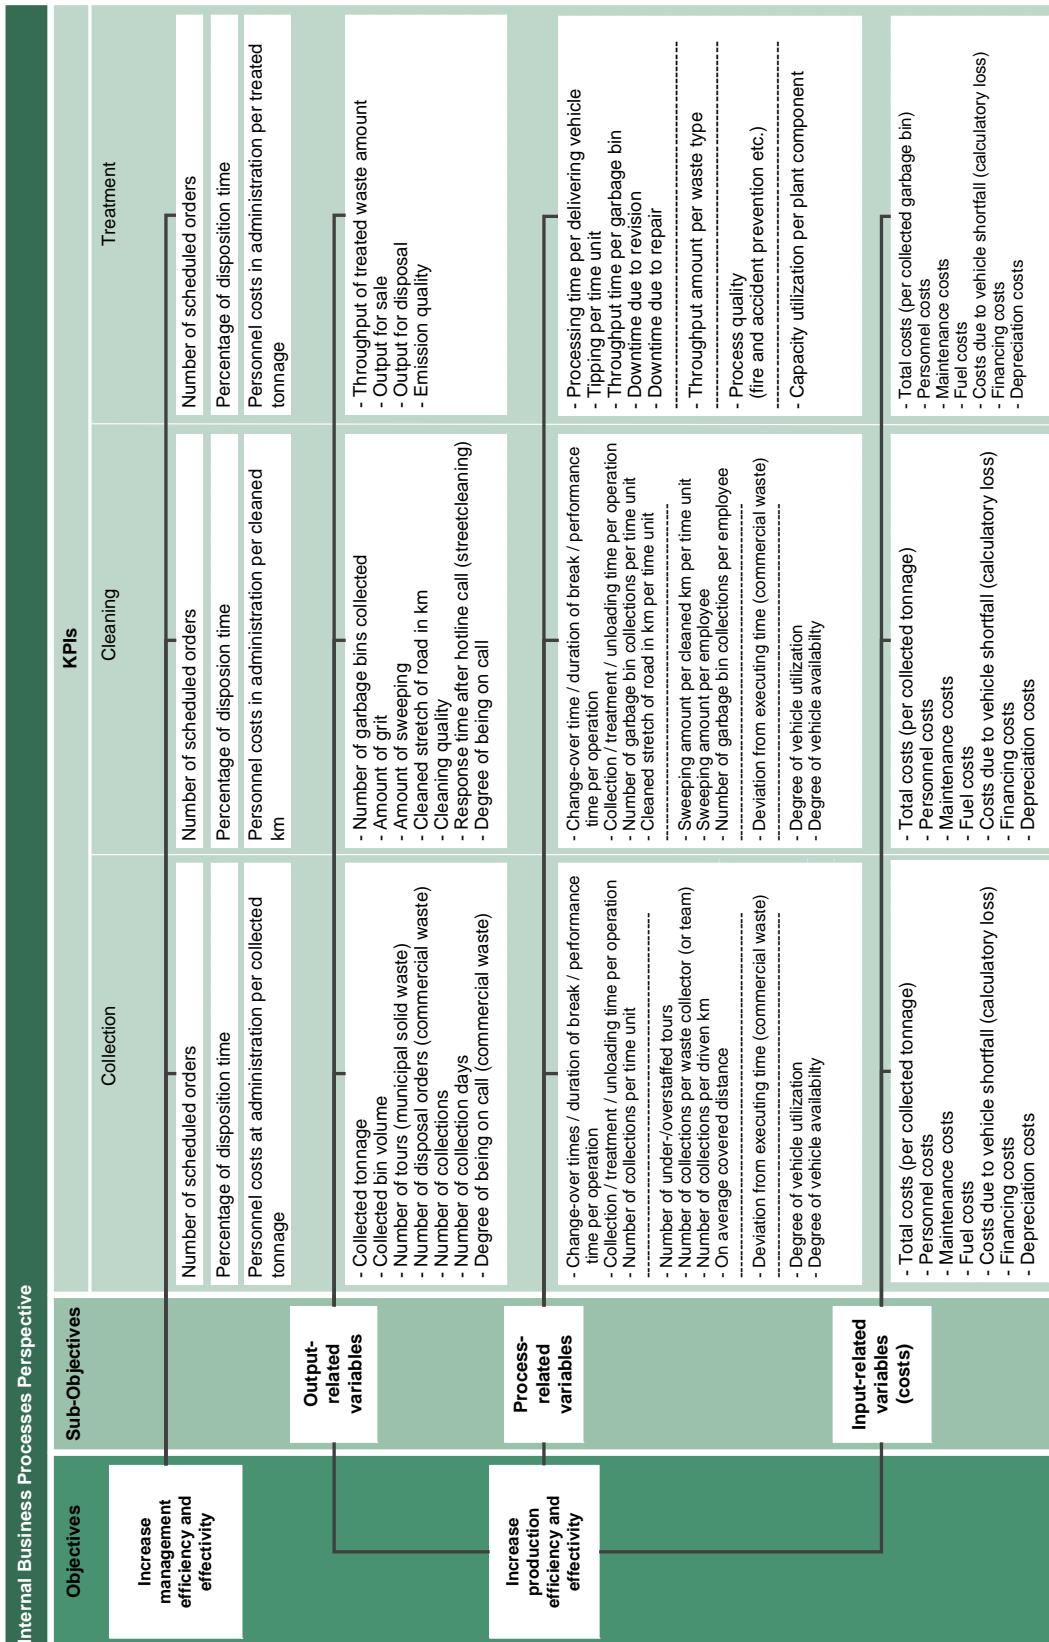 Internal Business Processes Perspective
Objectives
Sub-Objectives
KPIs
Collection
Cleaning
Treatment
Increase
management
efficiency and
effectivity
Number of scheduled orders
Percentage of disposition time
Personnel costs at administration per collected
tonnage
Number of scheduled orders
Percentage of disposion time
Personnel costs in administration per cleaned
km
Number of scheduled orders
Percentage of disposition time
Personnel costs in administration per treated
tonnage
Increase
production
efficiency and
effectivity
Output-
related
variables
- Collected tonnage
- Collected bin volume
- Number of tours (municipal solid waste)
- Number of disposal orders (commercial waste)
- Number of collections
- Number of collection days
- Degree of being on call (commercial waste)
- Number of garbage bins collected
- Amount of grit
- Amount of sweeping
- Cleaned stretch of road in km
- Cleaning quality
- Response time after hotline call (streetcleaning)
- Degree of being on call
- Throughput of treated waste amount
- Output for sale
- Output for disposal
- Emission quality
Process-
related
variables
- Change-over times / duration of break / performance
time per operation
- Collection / treatment / unloading time per operation
- Number of collections per time unit
- Number of under-/overstaffed tours
- Number of collections per waste collector (or team)
- Number of collections per driven km
- On average covered distance
- Deviation from executing time (commercial waste)
- Degree of vehicle utilization
- Degree of vehicle availabilty
- Change-over time / duration of break / performance
time per operation
- Collection / treatment / unloading time per operation
- Number of garbage bin collections per time unit
- Cleaned stretch of road in km per time unit
- Sweeping amount per cleaned km per time unit
- Sweeping amount per employee
- Number of garbage bin collections per employee
- Deviation from executing time (commercial waste)
- Degree of vehicle utilization
- Degree of vehicle availability
- Processing time per delivering vehicle
- Tipping per time unit
- Throughput time per garbage bin
- Downtime due to revision
- Downtime due to repair
- Throughput amount per waste type
- Process quality
(fire and accident prevention etc.)
- Capacity utilization per plant component
Input-related
variables
(costs)
- Total costs (per collected tonnage)
- Personnel costs
- Maintenance costs
- Fuel costs
- Costs due to vehicle shortfall (calculatory loss)
- Financing costs
- Depreciation costs
- Total costs (per collected tonnage)
- Personnel costs
- Maintenance costs
- Fuel costs
- Costs due to vehicle shortfall (calculatory loss)
- Financing costs
- Depreciation costs
- Total costs (per collected garbage bin)
- Personnel costs
- Maintenance costs
- Fuel costs
- Costs due to vehicle shortfall (calculatory loss)
- Financing costs
- Depreciation costs